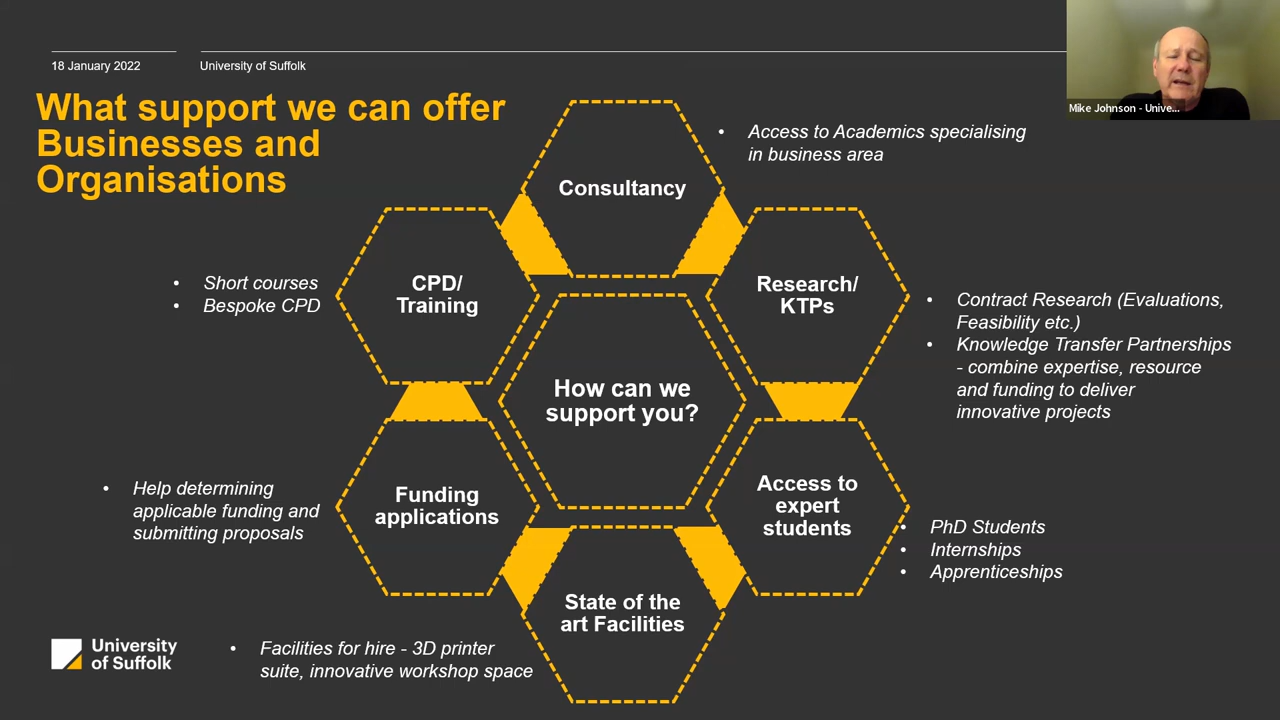 18 January 2022
University of Suffolk
Mike Johnson - Unive...
What support we can offer
Businesses and
Organisations
Consultancy
• Access to Academics specialising
in business area
CPD/
Training
• Short courses
• Bespoke CPD
Research/
KTPs
• Contract Research (Evaluations,
Feasibility etc.)
• Knowledge Transfer Partnerships
- combine expertise, resource
and funding to deliver
innovative projects
How can we
support you?
Funding
applications
• Help determining
applicable funding and
submitting proposals
Access to
expert
students
• PhD Students
• Internships
• Apprenticeships
State of the
art Facilities
• Facilities for hire - 3D printer
suite, innovative workshop space
University
of Suffolk